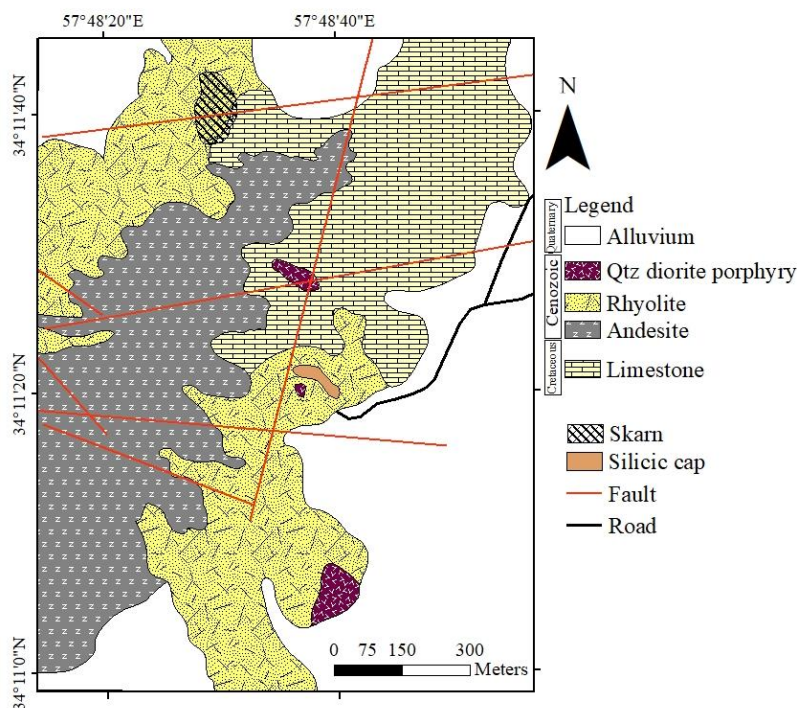 57°48'20"E
57°48'40"E
34°11'40"N
34°11'20"N
34°11'0"N
N
Legend
Quaternary
Alluvium
Cenozoic
Qtz diorite porphyry
Rhyolite
Andesite
Cretaceous
Limestone
Skarn
Silicic cap
Fault
Road
0 75 150 300
Meters